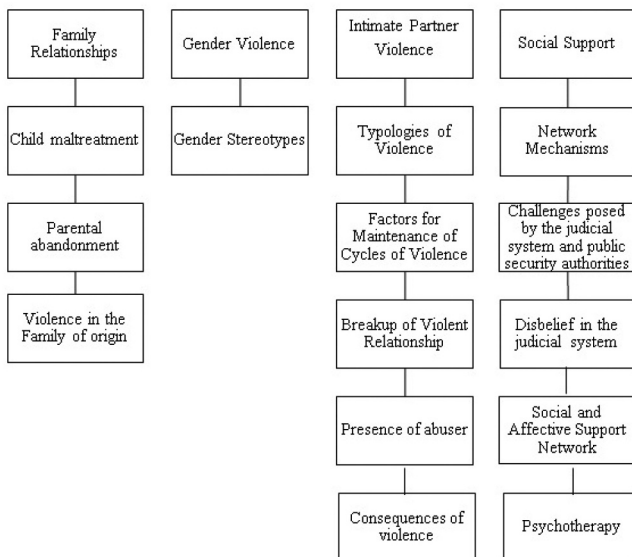 Family
Relationships
Child maltreatment
Parental
abandonment
Violence in the
Family of origin
Gender Violence
Gender Stereotypes
Intimate Partner
Violence
Typologies of
Violence
Factors for
Maintenance of
Cycles of Violence
Breakup of Violent
Relationship
Presence of abuser
Consequences of
violence
Social Support
Network
Mechanisms
Challenges posed
by the judicial
system and public
security authorities
Disbelief in the
judicial system
Social and
Affective Support
Network
Psychotherapy